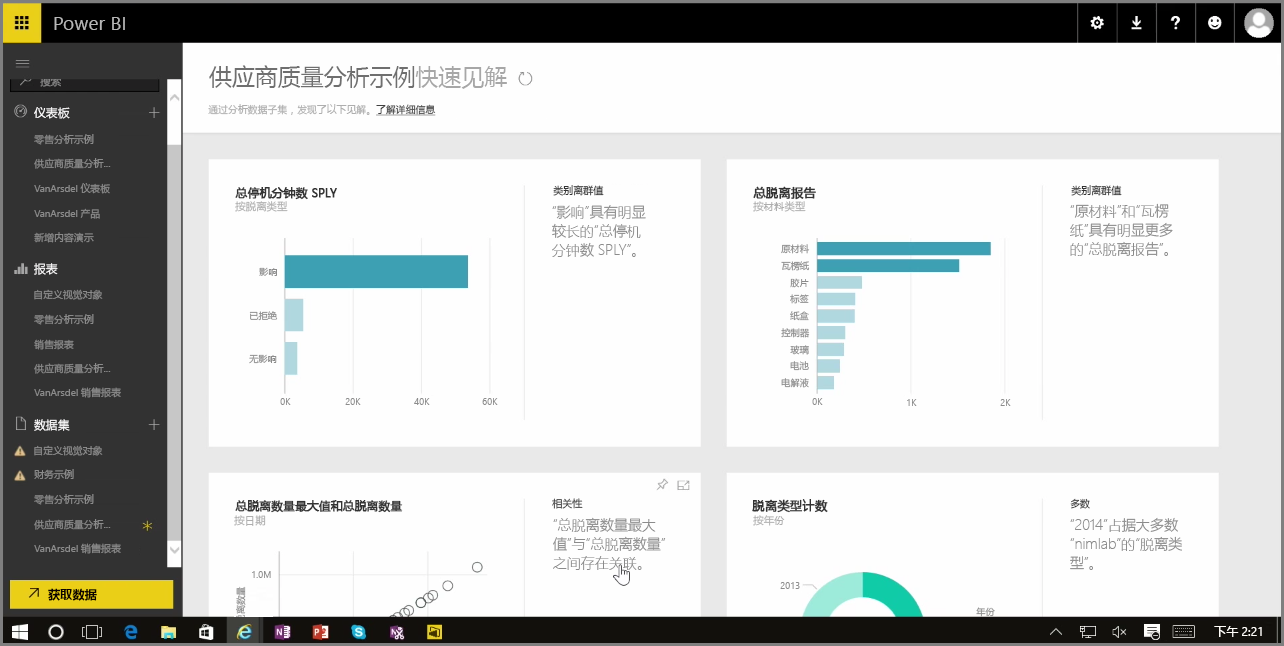 Power BI
?
搜索
仪表板
零售分析示例
供应商质量分析...
VanArsdel 仪表板
VanArsdel 产品
新增内容演示
报表
自定义视觉对象
零售分析示例
销售报表
供应商质量分析...
VanArsdel 销售报表
数据集
自定义视觉对象
财务示例
零售分析示例
供应商质量分析...
VanArsdel 销售报表
获取数据
供应商质量分析示例快速见解
通过分析数据子集，发现了以下见解。了解详细信息
总停机分钟数 SPLY
按脱离类型
影响
已拒绝
无影响
0K 20K 40K 60K
类别离群值
“影响”具有明显
较长的“总停机
分钟数 SPLY”。
总脱离报告
按材料类型
原材料
瓦楞纸
胶片
标签
纸盒
控制器
玻璃
电池
电解液
0K 1K 2K
类别离群值
“原材料”和“瓦楞
纸”具有明显更多
的“总脱离报告”。
总脱离数量最大值和总脱离数量
按日期
1.0M
脱离数量
相关性
“总脱离数量最大
值”与“总脱离数量”
之间存在关联。
脱离类型计数
按年份
2013
年份
多数
“2014”占据大多数
“nimlab”的“脱离类
型”。
下午 2:21